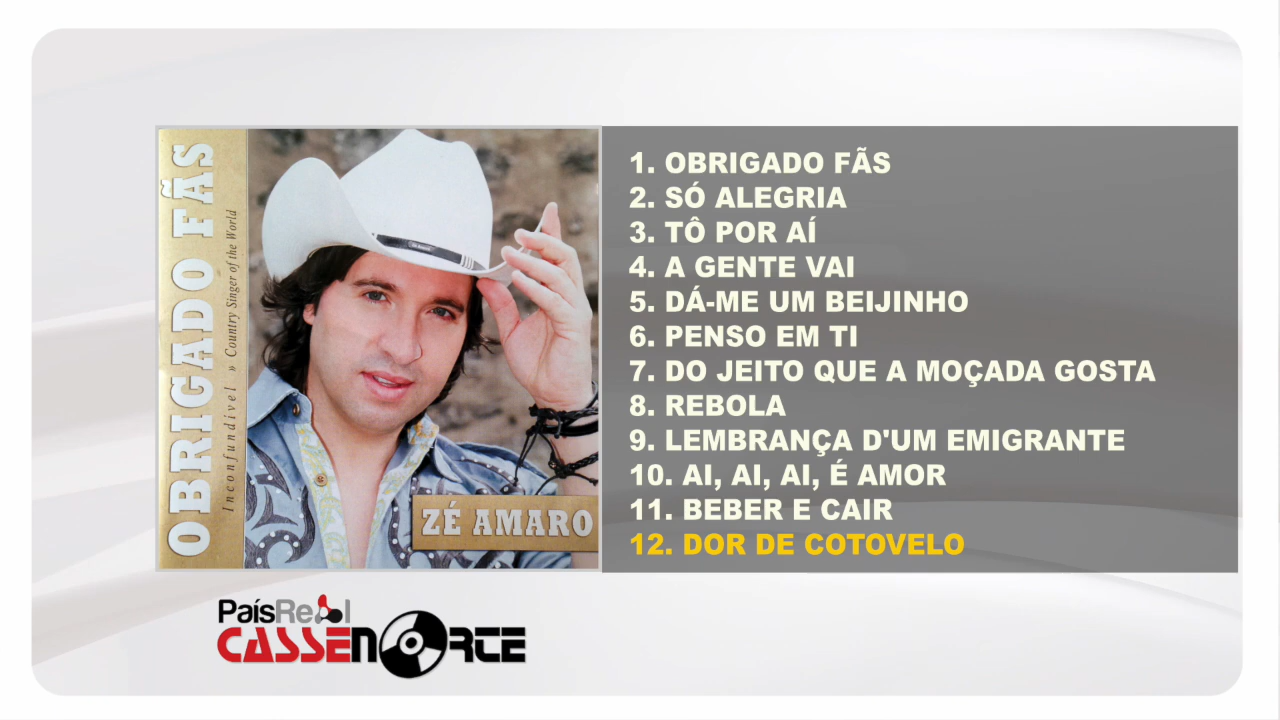 OBRIGADO FÃS
Inconfundível » Country Singer of the World
ZÉ AMARO
1. OBRIGADO FÃS
2. SÓ ALEGRIA
3. TÔ POR AÍ
4. A GENTE VAI
5. DÁ-ME UM BEIJINHO
6. PENSO EM TI
7. DO JEITO QUE A MOÇADA GOSTA
8. REBOLA
9. LEMBRANÇA D'UM EMIGRANTE
10. AI, AI, AI, É AMOR
11. BEBER E CAIR
12. DOR DE COTOVELO
PaísReal
CASSENORTE